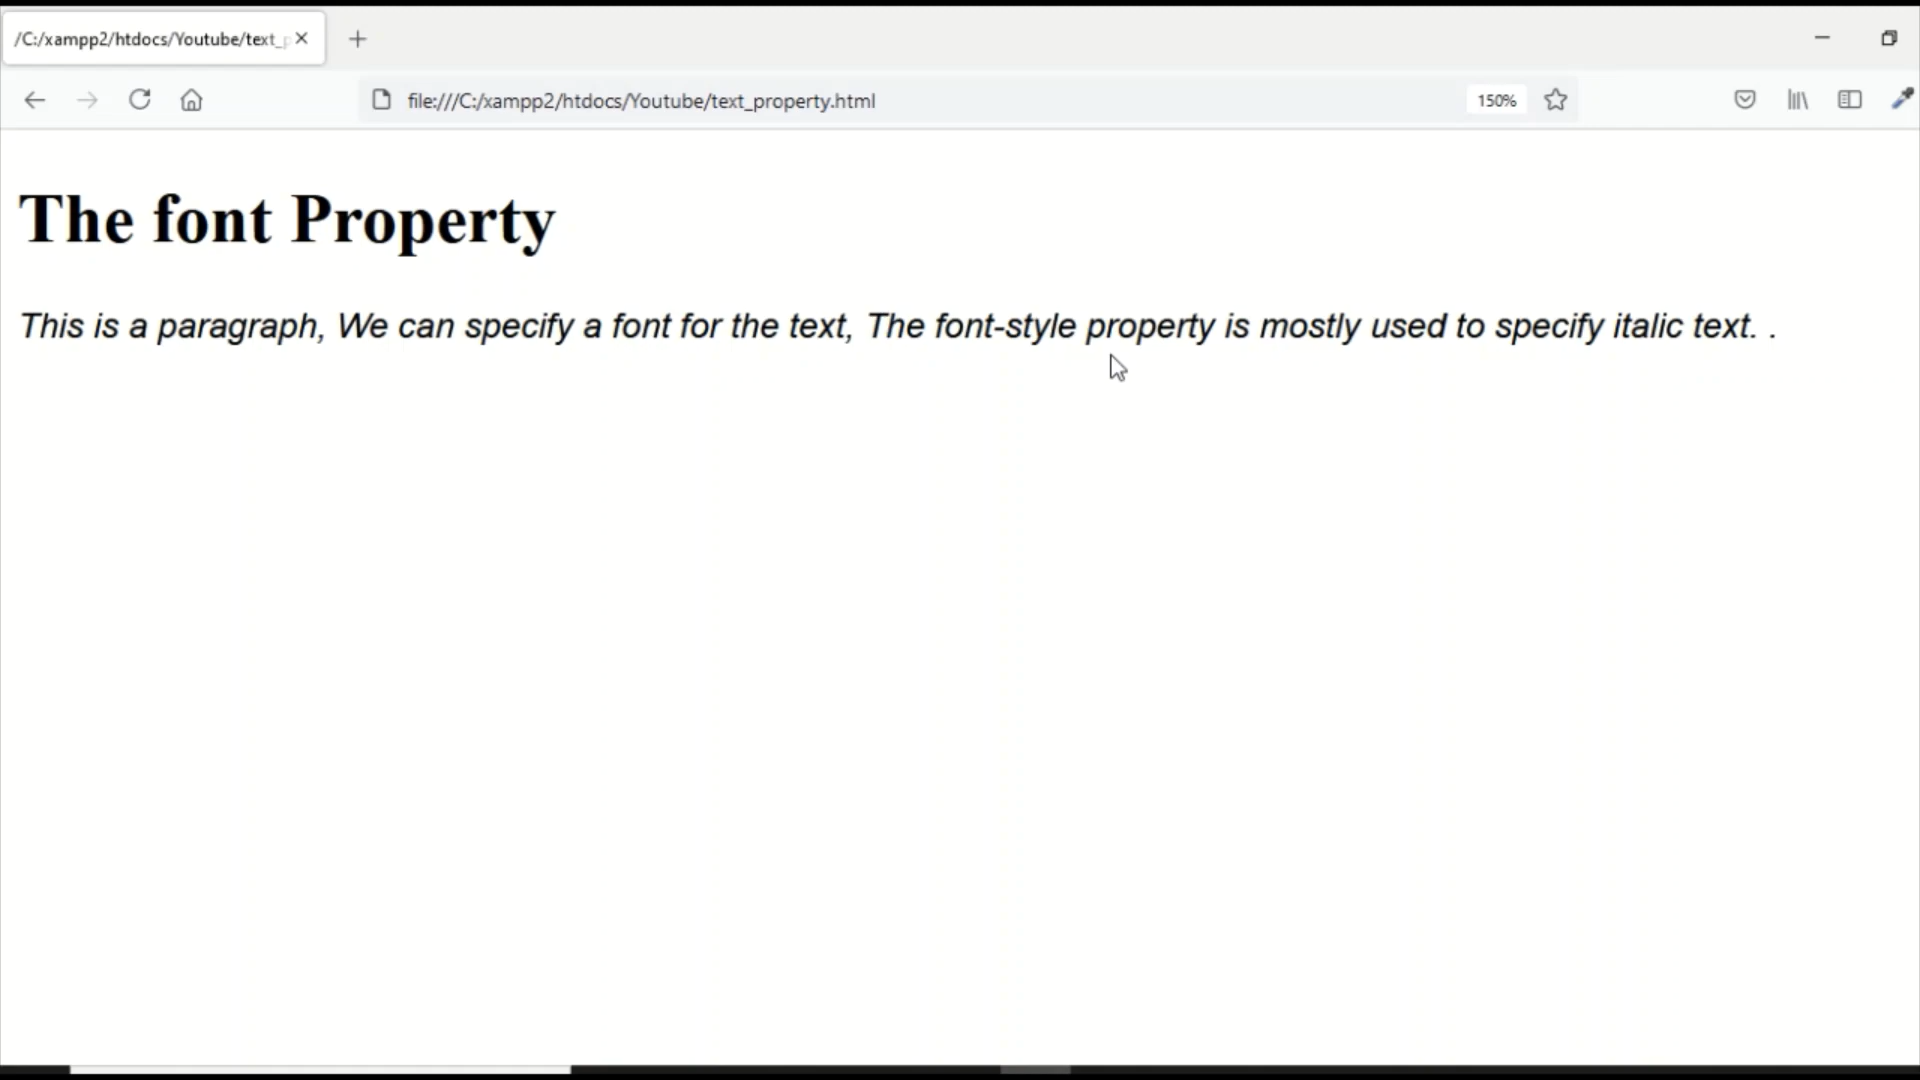 /C:/xampp2/htdocs/Youtube/text_p
file:///C:/xampp2/htdocs/Youtube/text_property.html
150%
The font Property
This is a paragraph, We can specify a font for the text, The font-style property is mostly used to specify italic text. .